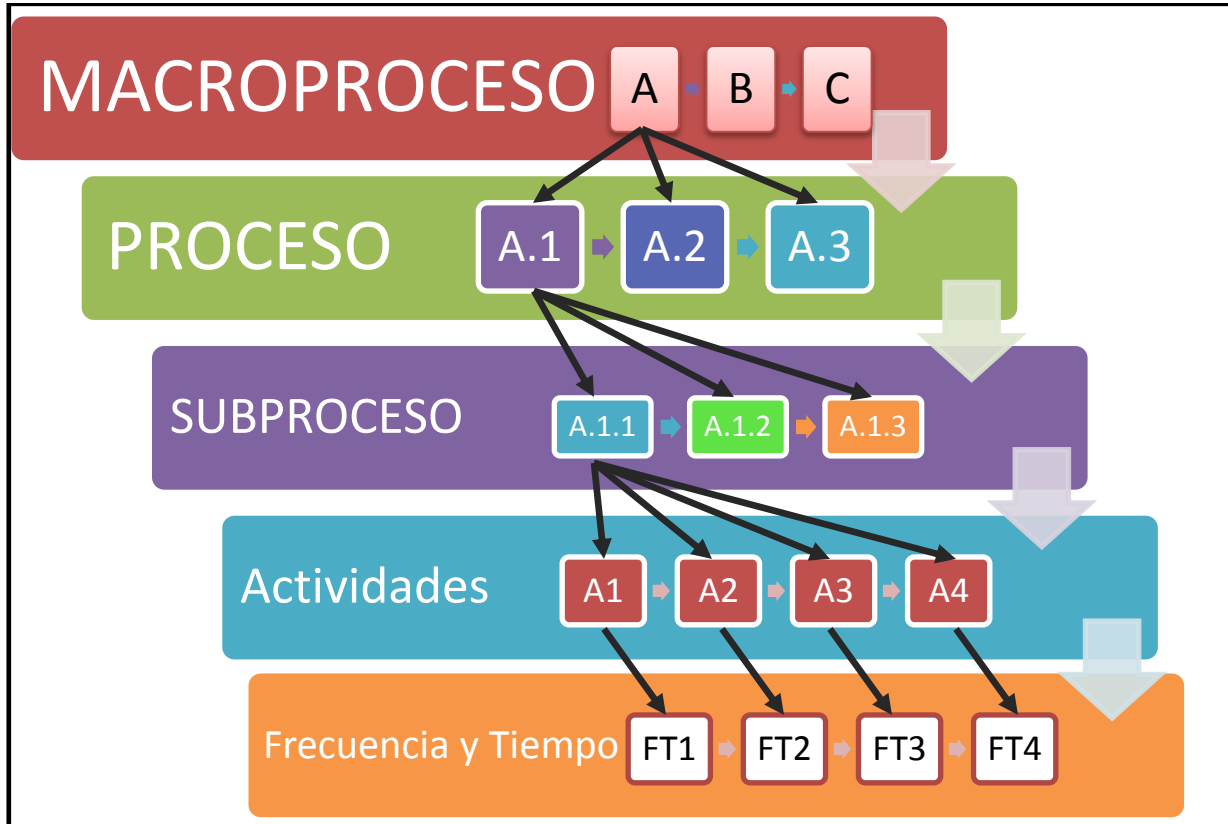 MACROPROCESO A B C
PROCESO A.1 A.2 A.3
SUBPROCESO A.1.1 A.1.2 A.1.3
Actividades A1 A2 A3 A4
Frecuencia y Tiempo FT1 FT2 FT3 FT4